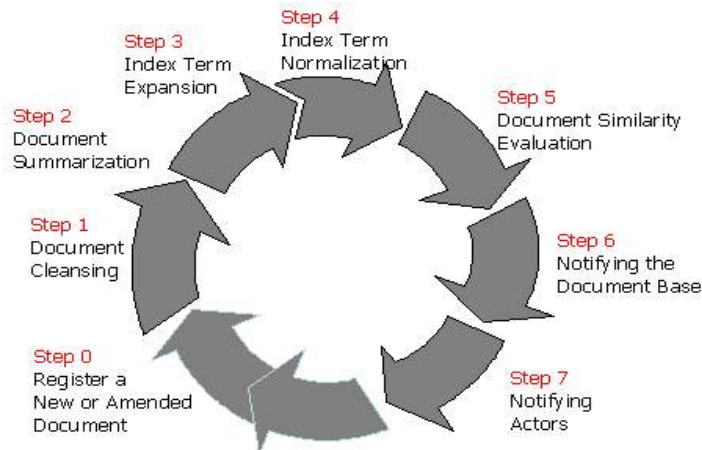 Step 0
Register a
New or Amended
Document
Step 1
Document
Cleansing
Step 2
Document
Summarization
Step 3
Index Term
Expansion
Step 4
Index Term
Normalization
Step 5
Document Similarity
Evaluation
Step 6
Notifying the
Document Base
Step 7
Notifying
Actors